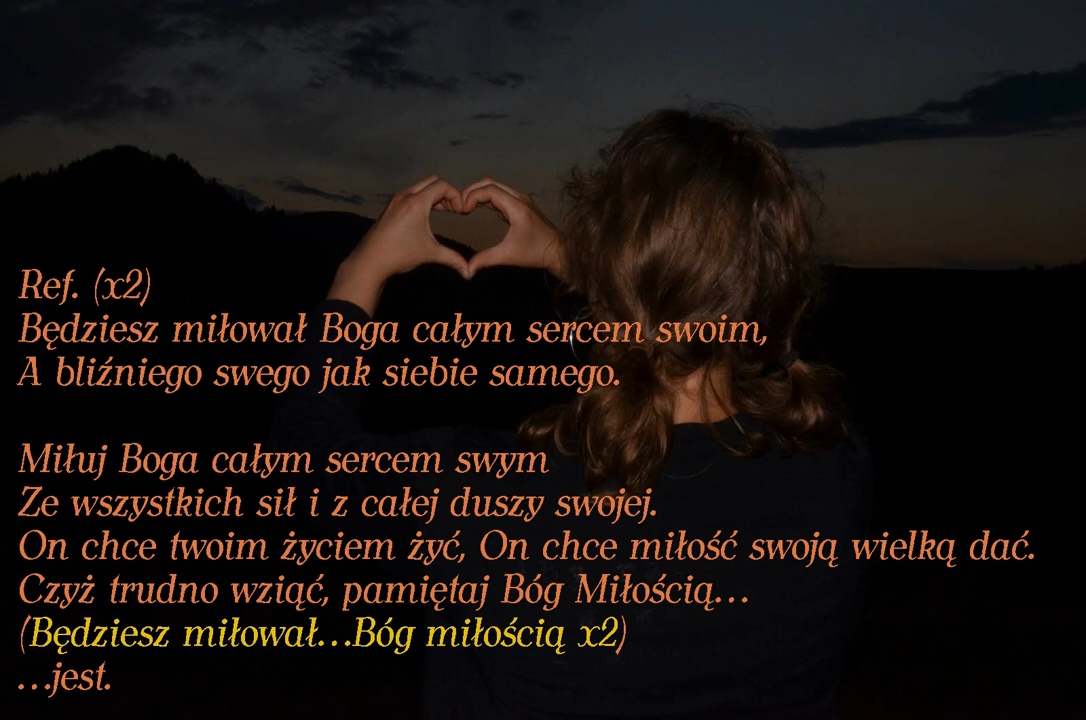 Ref. (x2)
Będziesz miłował Boga całym sercem swoim,
A bliźniego swego jak siebie samego.
Miłuj Boga całym sercem swym
Ze wszystkich sił i z całej duszy swojej.
On chce twoim życiem żyć, On chce miłość swoją wielką dać.
Czyż trudno wziąć, pamiętaj Bóg Miłością…
(Będziesz miłował…Bóg miłością x2)
…jest.